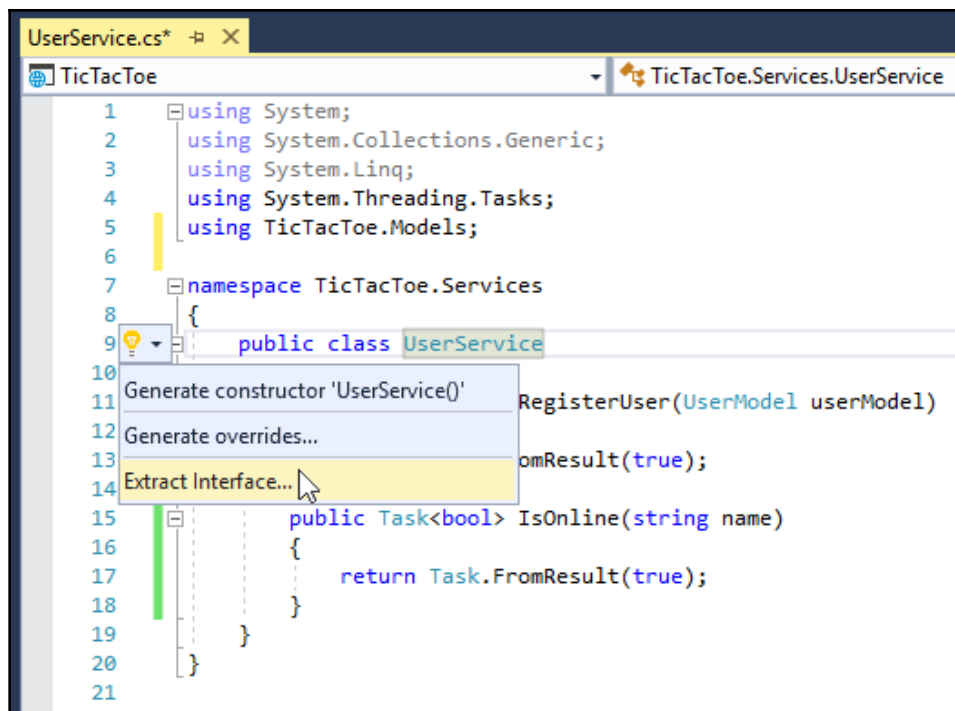 UserService.cs*
TicTacToe TicTacToe.Services.UserService
1 using System;
2 using System.Collections.Generic;
3 using System.Linq;
4 using System.Threading.Tasks;
5 using TicTacToe.Models;
6
7 namespace TicTacToe.Services
8 {
9 public class UserService
10
Generate constructor 'UserService()'
11 RegisterUser(UserModel userModel)
12
Generate overrides...
13 omResult(true);
14
Extract Interface...
15 public Task<bool> IsOnline(string name)
16 {
17 return Task.FromResult(true);
18 }
19 }
20 }
21